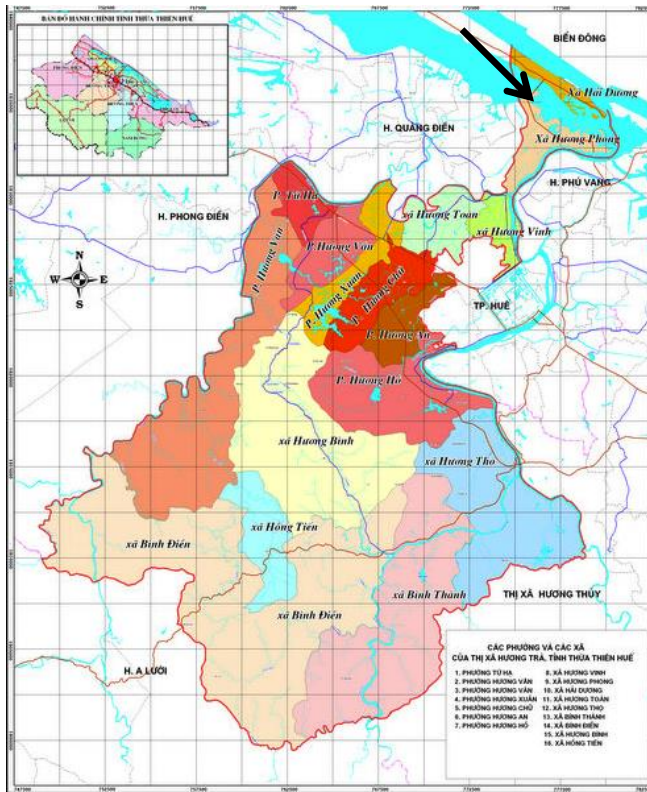 BẢN ĐỒ HÀNH CHÍNH TỈNH THỪA THIÊN HUẾ
BIỂN ĐÔNG
Xã Hải Dương
H. QUẢNG ĐIỀN
Xã Hương Phong
H. PHÚ VANG
P. Tứ Hạ
H. PHONG ĐIỀN
xã Hương Toàn
P. Hương Văn
xã Hương Vinh
P. Hương Vân
N
W E
S
P. Hương Xuân
P. Hương Chữ
TP. HUẾ
P. Hương An
P. Hương Hồ
xã Hương Bình
xã Hương Thọ
xã Hồng Tiến
xã Bình Điền
xã Bình Thành
THỊ XÃ HƯƠNG THỦY
xã Bình Điền
H. A LƯỚI
CÁC PHƯỜNG VÀ CÁC XÃ
CỦA THỊ XÃ HƯƠNG TRÀ, TỈNH THỪA THIÊN HUẾ
1. PHƯỜNG TỨ HẠ 8. XÃ HƯƠNG VINH
2. PHƯỜNG HƯƠNG VĂN 9. XÃ HƯƠNG PHONG
3. PHƯỜNG HƯƠNG VÂN 10. XÃ HẢI DƯƠNG
4. PHƯỜNG HƯƠNG XUÂN 11. XÃ HƯƠNG TOÀN
5. PHƯỜNG HƯƠNG CHỮ 12. XÃ HƯƠNG THỌ
6. PHƯỜNG HƯƠNG AN 13. XÃ BÌNH THÀNH
7. PHƯỜNG HƯƠNG HỒ 14. XÃ BÌNH ĐIỀN
15. XÃ HƯƠNG BÌNH
16. XÃ HỒNG TIẾN